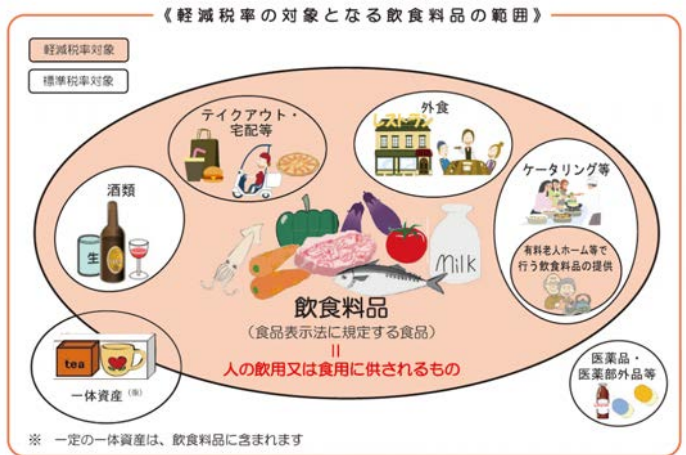 《軽減税率の対象となる飲食料品の範囲》
軽減税率対象
標準税率対象
テイクアウト・
宅配等
外食
レストラン
ケータリング等
酒類
生
有料老人ホーム等で
行う飲食料品の提供
Milk
飲食料品
(食品表示法に規定する食品)
=
人の飲用又は食用に供されるもの
tea
一体資産(※)
医薬品・
医薬部外品等
※ 一定の一体資産は、飲食料品に含まれます